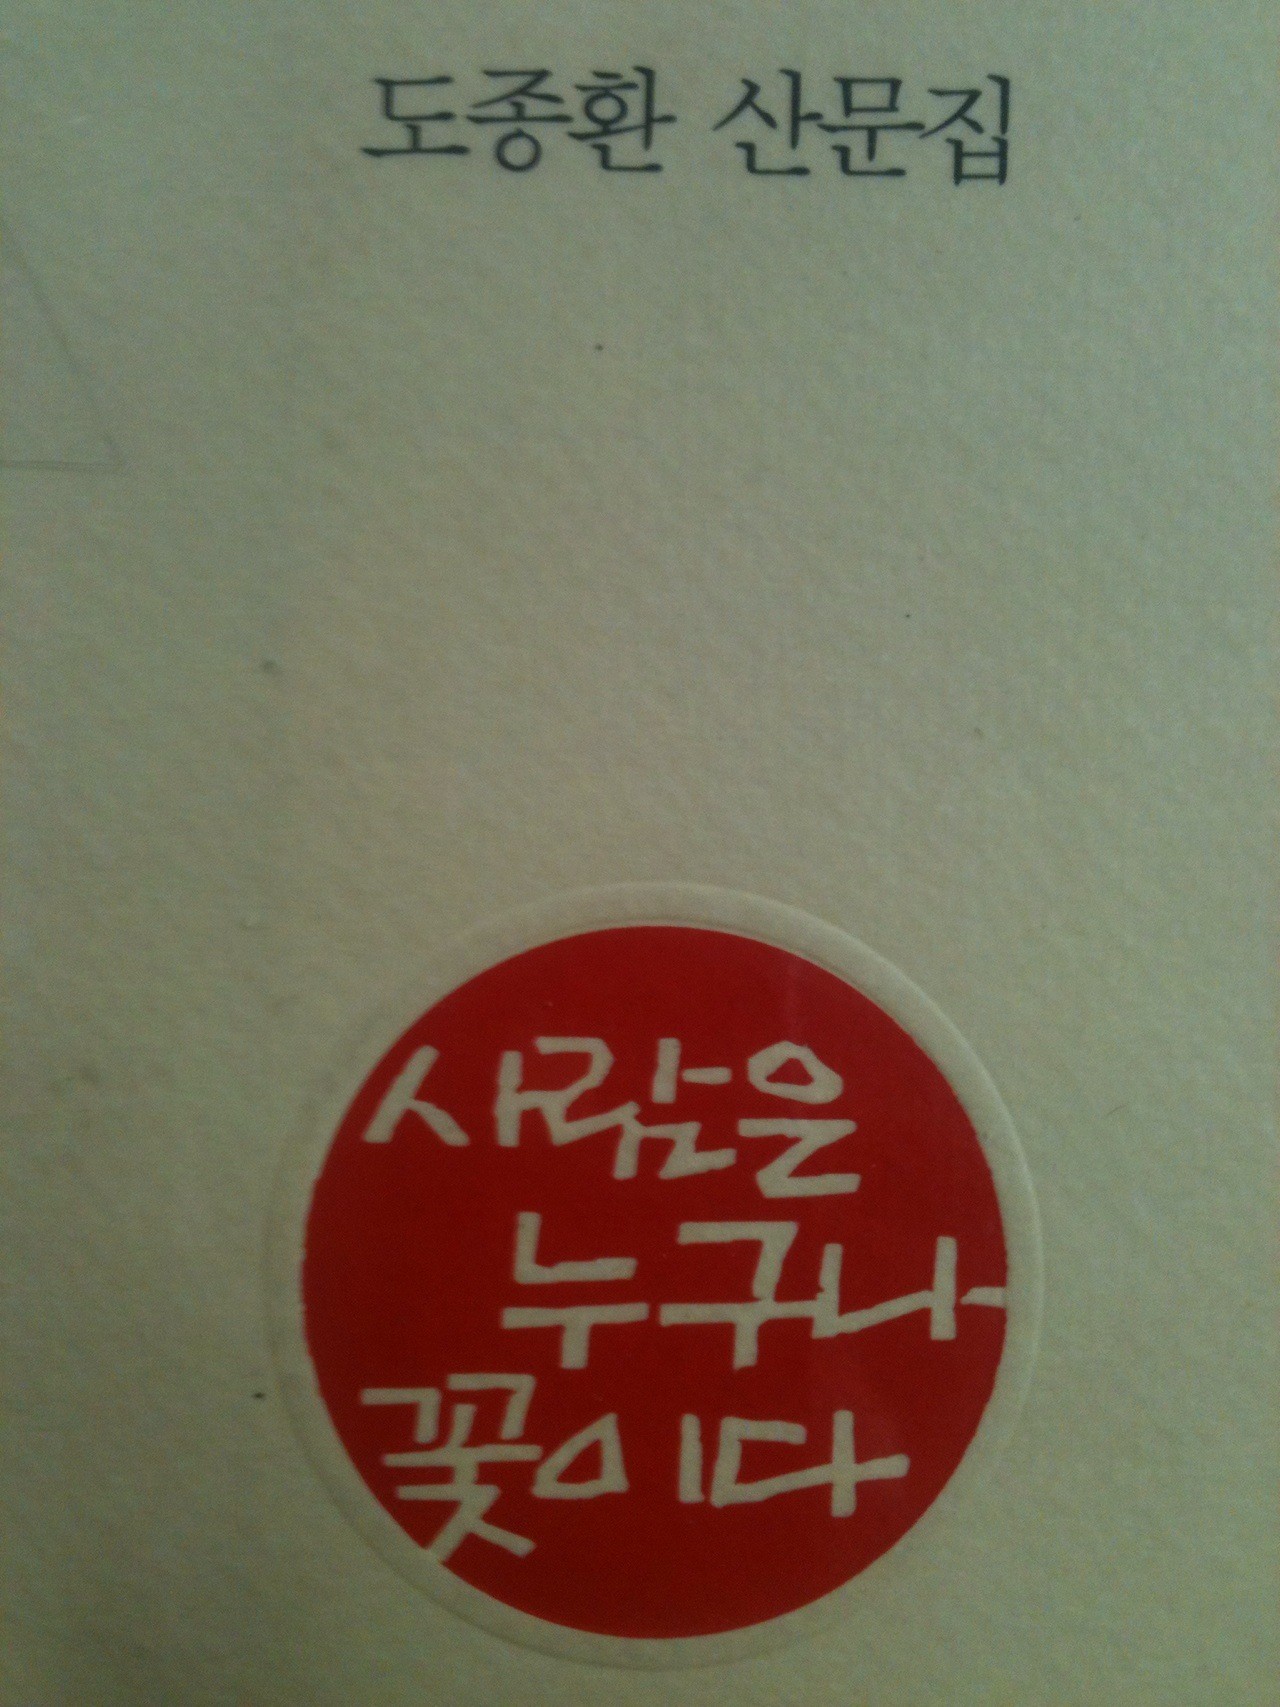 도종환 산문집
사람은
누구나
꽃이다